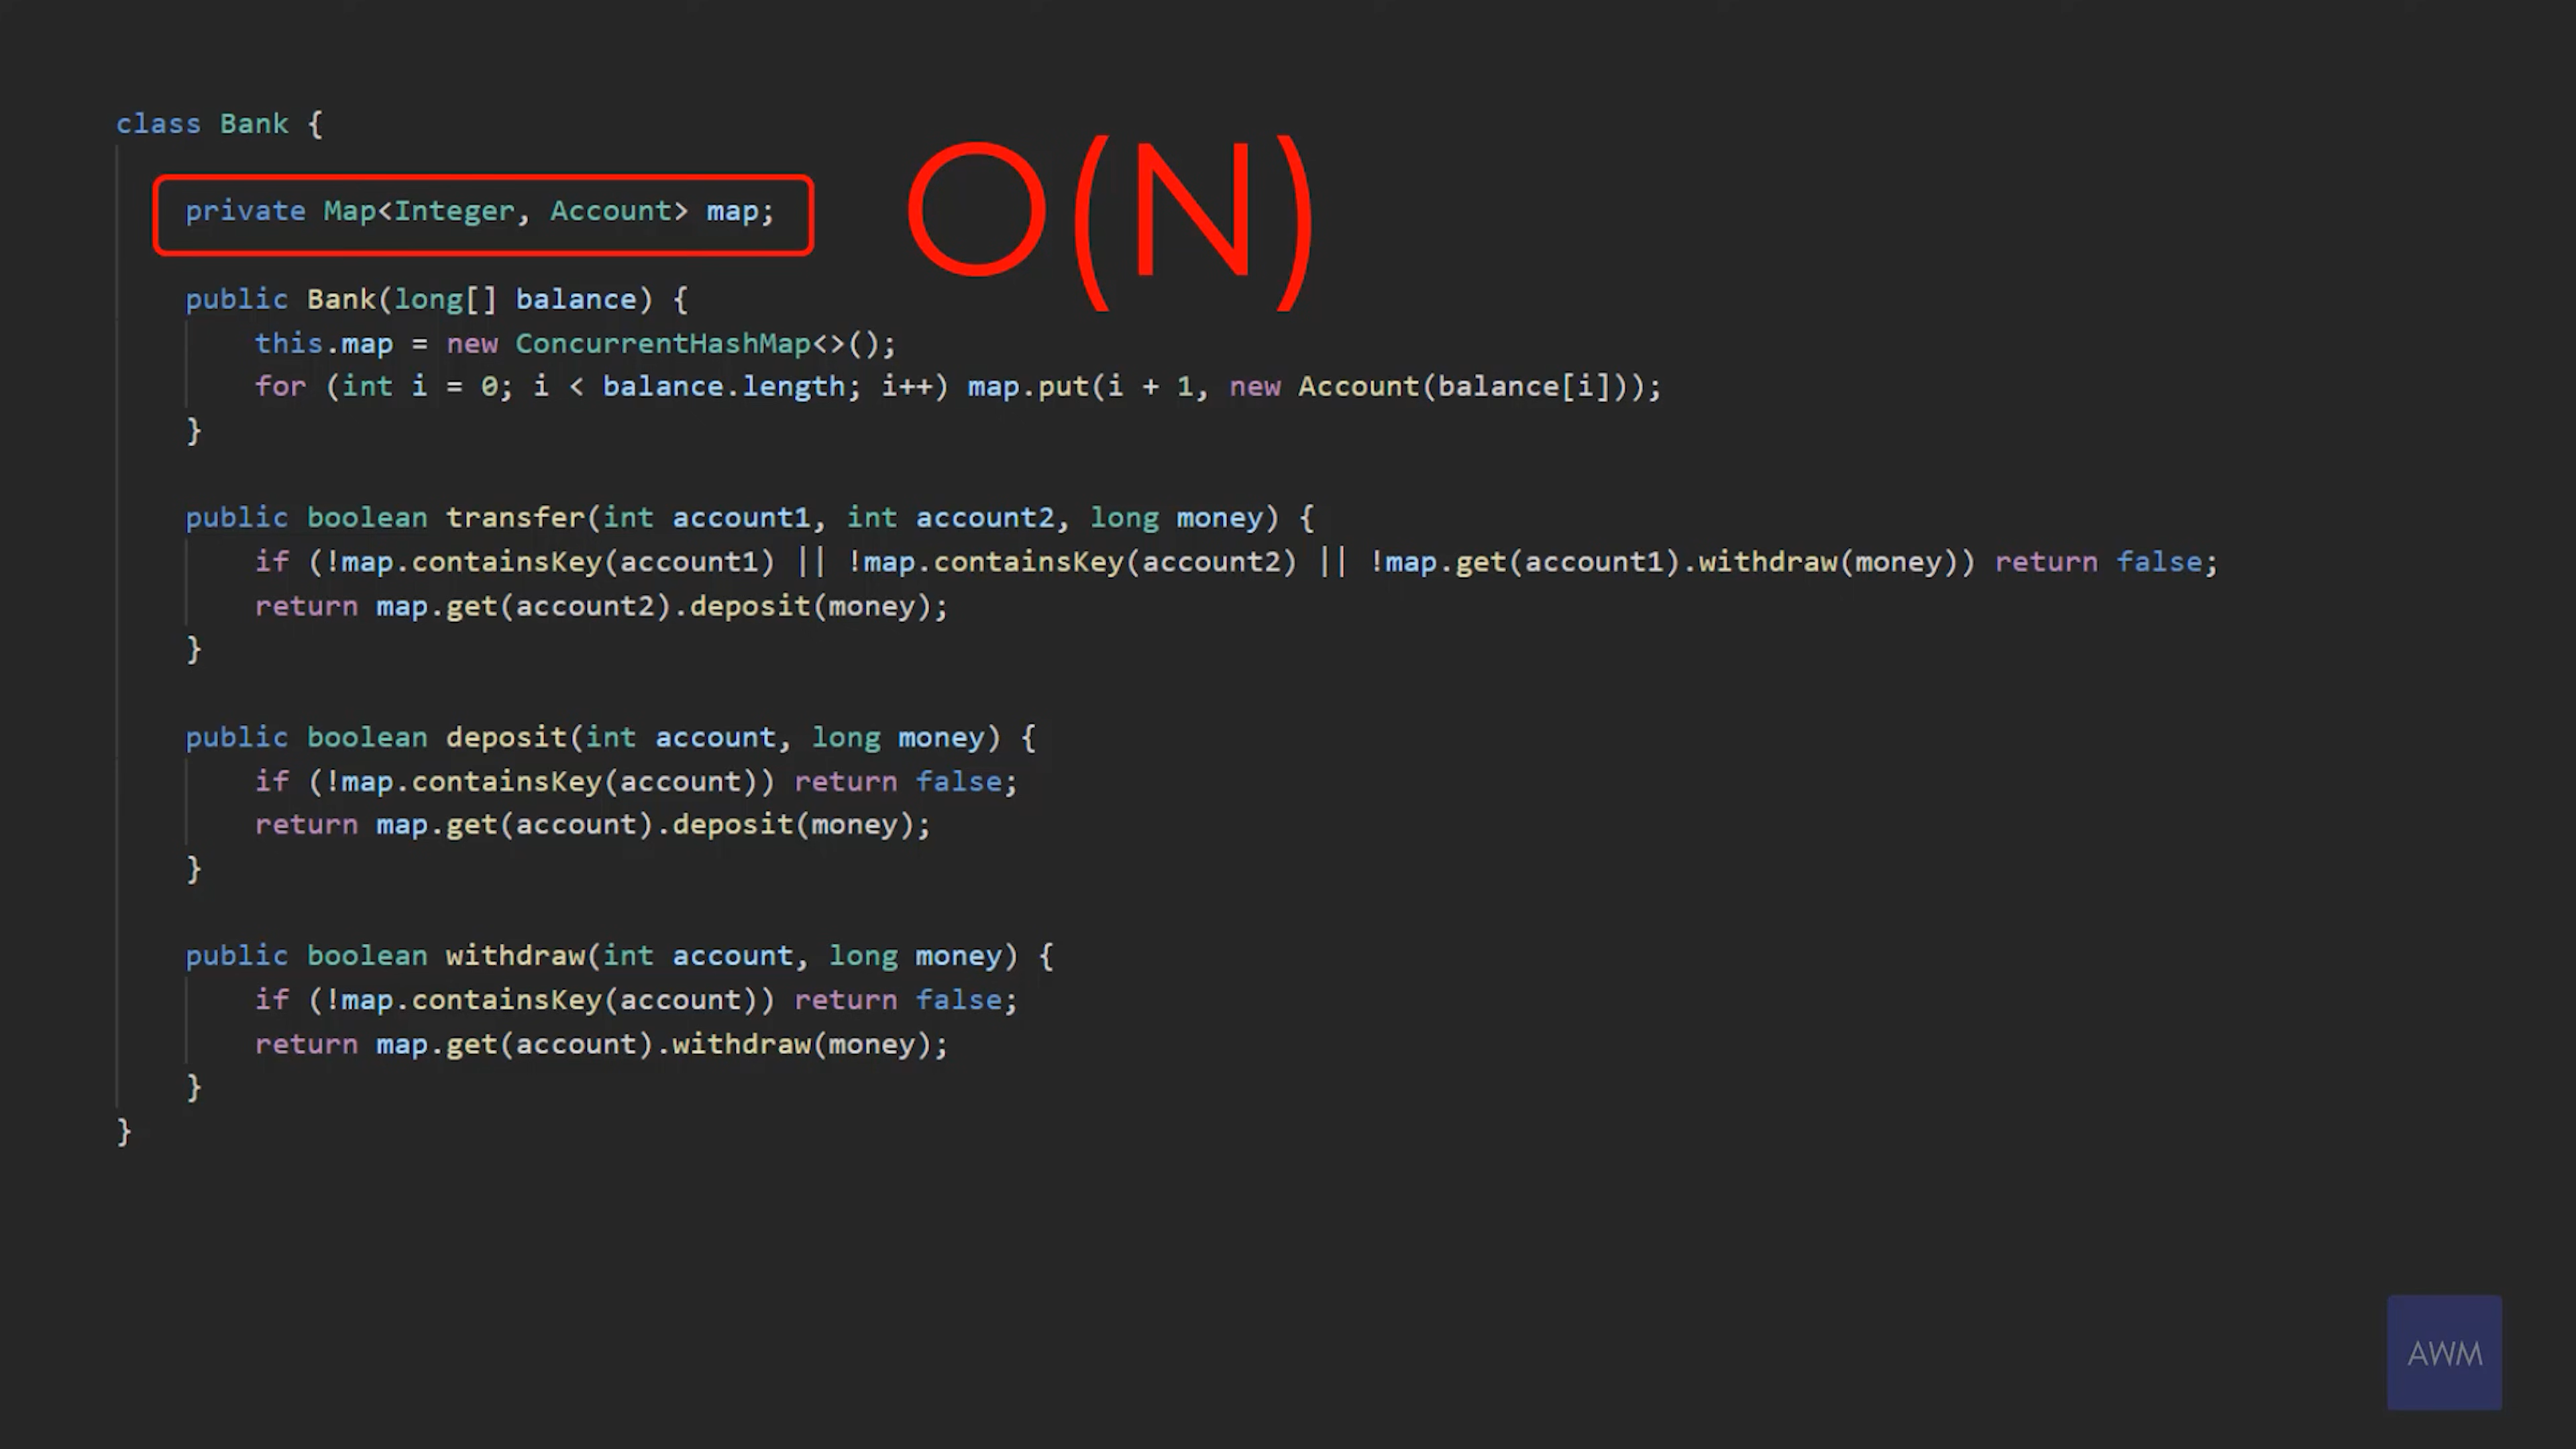 class Bank {
private Map<Integer, Account> map;
O(N)
public Bank(long[] balance) {
this.map = new ConcurrentHashMap<>();
for (int i = 0; i < balance.length; i++) map.put(i + 1, new Account(balance[i]));
}
public boolean transfer(int account1, int account2, long money) {
if (!map.containsKey(account1) || !map.containsKey(account2) || !map.get(account1).withdraw(money)) return false;
return map.get(account2).deposit(money);
}
public boolean deposit(int account, long money) {
if (!map.containsKey(account)) return false;
return map.get(account).deposit(money);
}
public boolean withdraw(int account, long money) {
if (!map.containsKey(account)) return false;
return map.get(account).withdraw(money);
}
}
AWM